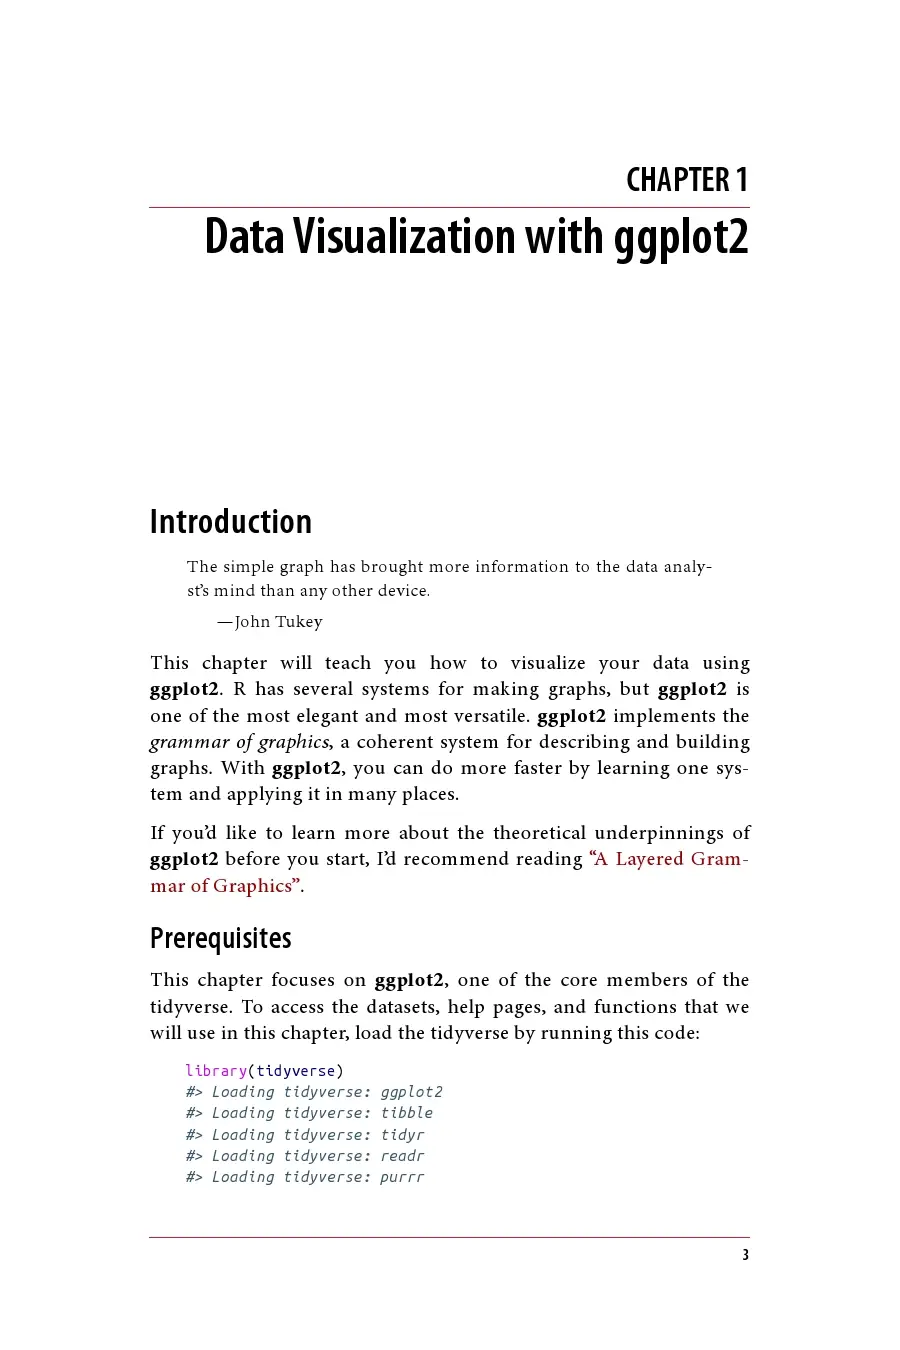 CHAPTER 1
Data Visualization with ggplot2
Introduction
The simple graph has brought more information to the data analy-
st’s mind than any other device.
—John Tukey
This chapter will teach you how to visualize your data using
ggplot2. R has several systems for making graphs, but ggplot2 is
one of the most elegant and most versatile. ggplot2 implements the
grammar of graphics, a coherent system for describing and building
graphs. With ggplot2, you can do more faster by learning one sys-
tem and applying it in many places.
If you’d like to learn more about the theoretical underpinnings of
ggplot2 before you start, I’d recommend reading “A Layered Gram-
mar of Graphics”.
Prerequisites
This chapter focuses on ggplot2, one of the core members of the
tidyverse. To access the datasets, help pages, and functions that we
will use in this chapter, load the tidyverse by running this code:
library(tidyverse)
#> Loading tidyverse: ggplot2
#> Loading tidyverse: tibble
#> Loading tidyverse: tidyr
#> Loading tidyverse: readr
#> Loading tidyverse: purrr
3